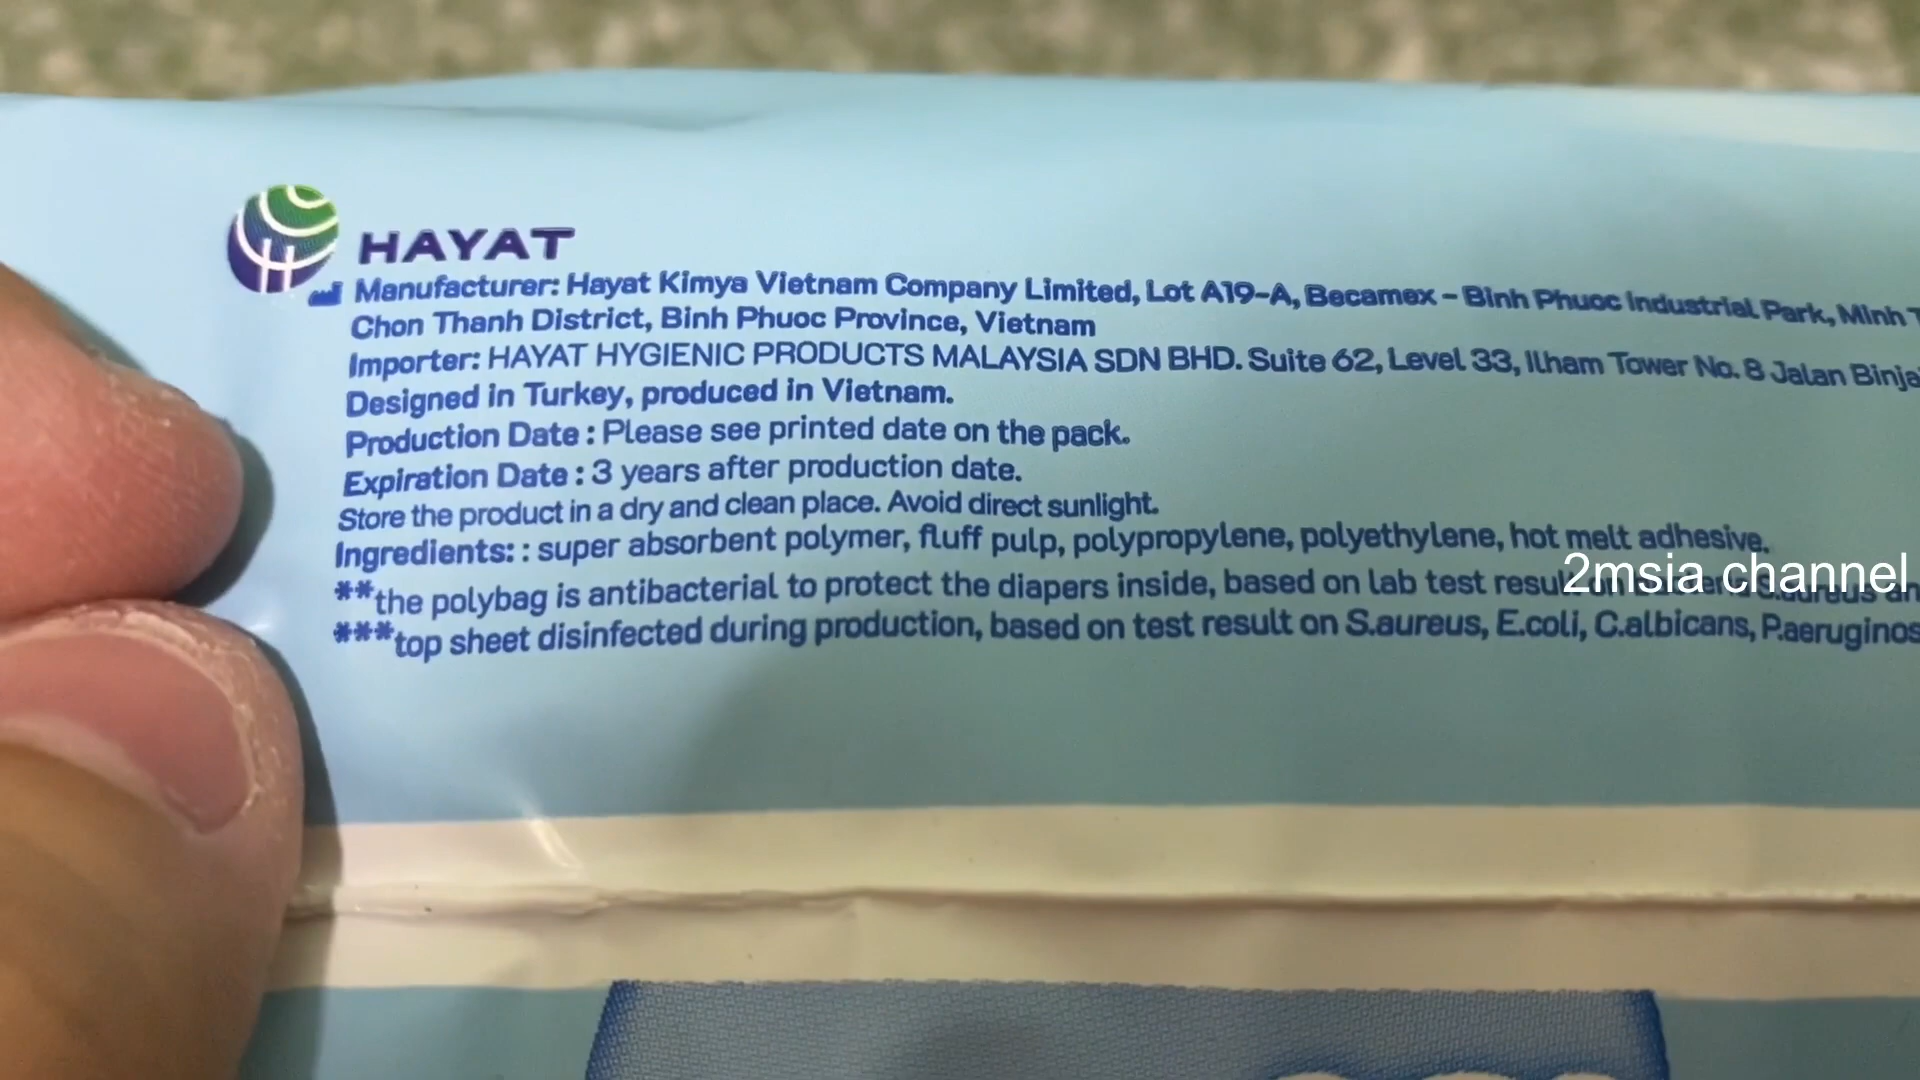 HAYAT
Manufacturer: Hayat Kimya Vietnam Company Limited, Lot A19-A, Becamex - Binh Phuoc Industrial Park, Minh
Chon Thanh District, Binh Phuoc Province, Vietnam
Importer: HAYAT HYGIENIC PRODUCTS MALAYSIA SDN BHD. Suite 62, Level 33, Ilham Tower No. 8 Jalan
Designed in Turkey, produced in Vietnam.
Production Date : Please see printed date on the pack.
Expiration Date : 3 years after production date.
Store the product in a dry and clean place. Avoid direct sunlight.
Ingredients: : super absorbent polymer, fluff pulp, polypropylene, polyethylene, hot melt adhesive.
2msia channel
**the polybag is antibacterial to protect the diapers inside, based on lab test
***top sheet disinfected during production, based on test result on S.aureus, E.coli, C.albicans,